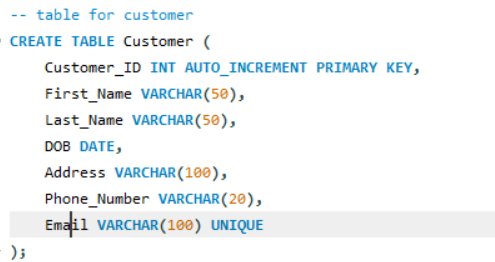 -- table for customer
CREATE TABLE Customer (
    Customer_ID INT AUTO_INCREMENT PRIMARY KEY,
    First_Name VARCHAR(50),
    Last_Name VARCHAR(50),
    DOB DATE,
    Address VARCHAR(100),
    Phone_Number VARCHAR(20),
    Email VARCHAR(100) UNIQUE
);